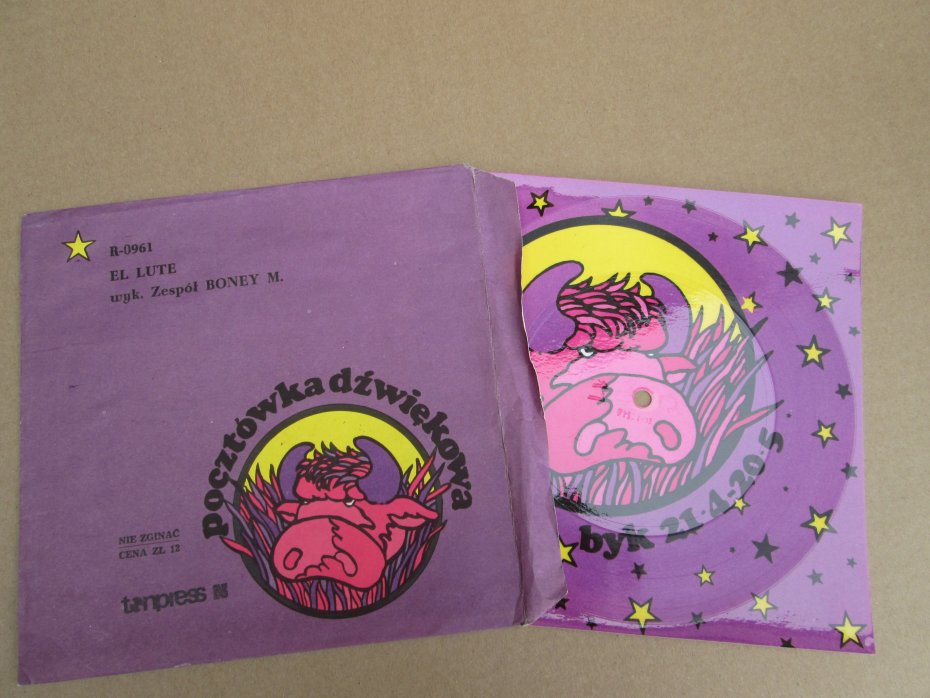 R-0961
EL LUTE
wyk. Zespół BONEY M.
pocztówka dźwiękowa
NIE ZGINAĆ
CENA ZŁ 12
tonpress
byk 21·4-20·5